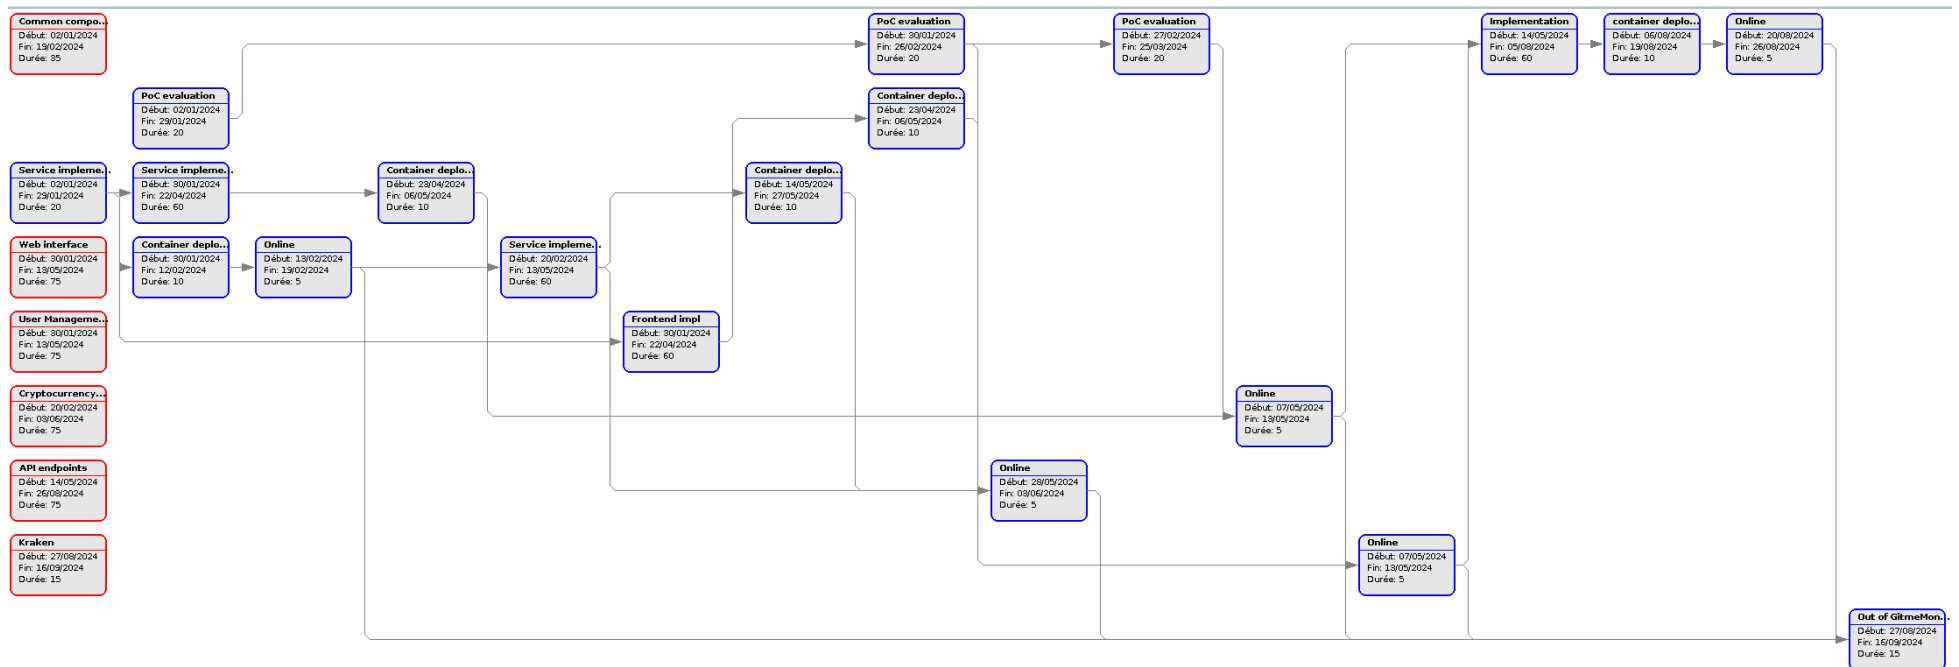 Common compo...
Début: 02/01/2024
Fin: 19/02/2024
Durée: 35
PoC evaluation
Début: 30/01/2024
Fin: 26/02/2024
Durée: 20
PoC evaluation
Début: 27/02/2024
Fin: 25/03/2024
Durée: 20
Implementation
Début: 14/05/2024
Fin: 05/08/2024
Durée: 60
container deplo...
Début: 06/08/2024
Fin: 19/08/2024
Durée: 10
Online
Début: 20/08/2024
Fin: 26/08/2024
Durée: 5
PoC evaluation
Début: 02/01/2024
Fin: 29/01/2024
Durée: 20
Container deplo...
Début: 23/04/2024
Fin: 06/05/2024
Durée: 10
Service impleme...
Début: 02/01/2024
Fin: 29/01/2024
Durée: 20
Service impleme...
Début: 30/01/2024
Fin: 22/04/2024
Durée: 60
Container deplo...
Début: 23/04/2024
Fin: 06/05/2024
Durée: 10
Container deplo...
Début: 14/05/2024
Fin: 27/05/2024
Durée: 10
Web interface
Début: 30/01/2024
Fin: 13/05/2024
Durée: 75
Container deplo...
Début: 30/01/2024
Fin: 12/02/2024
Durée: 10
Online
Début: 13/02/2024
Fin: 19/02/2024
Durée: 5
Service impleme...
Début: 20/02/2024
Fin: 13/05/2024
Durée: 60
User Manageme...
Début: 30/01/2024
Fin: 13/05/2024
Durée: 75
Frontend impl
Début: 30/01/2024
Fin: 22/04/2024
Durée: 60
Cryptocurrency...
Début: 20/02/2024
Fin: 03/06/2024
Durée: 75
Online
Début: 07/05/2024
Fin: 13/05/2024
Durée: 5
API endpoints
Début: 14/05/2024
Fin: 26/08/2024
Durée: 75
Online
Début: 28/05/2024
Fin: 03/06/2024
Durée: 5
Kraken
Début: 27/08/2024
Fin: 16/09/2024
Durée: 15
Online
Début: 07/05/2024
Fin: 13/05/2024
Durée: 5
Out of GitmeMon...
Début: 27/08/2024
Fin: 16/09/2024
Durée: 15